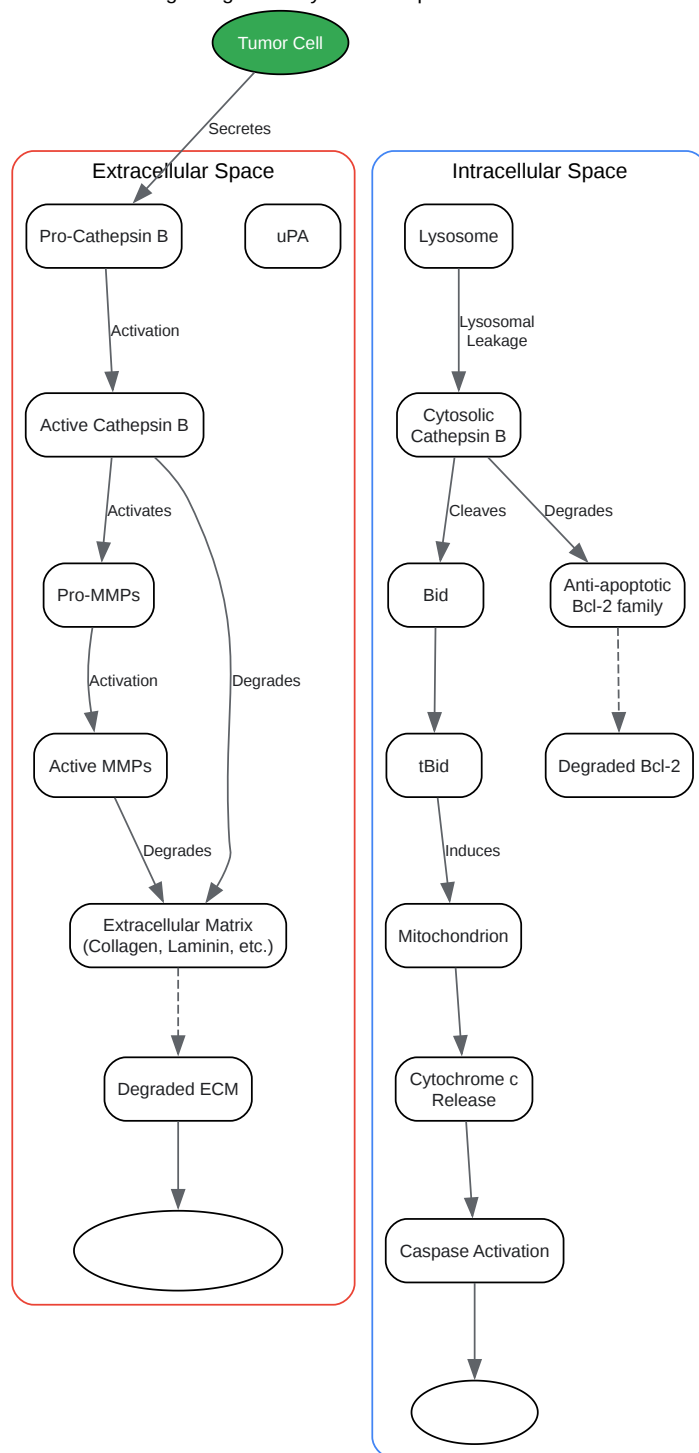 Tumor Cell
Secretes
Extracellular Space
Pro-Cathepsin B
uPA
Activation
Active Cathepsin B
Activates
Pro-MMPs
Activation
Degrades
Active MMPs
Degrades
Extracellular Matrix
(Collagen, Laminin, etc.)
Degraded ECM
Intracellular Space
Lysosome
Lysosomal
Leakage
Cytosolic
Cathepsin B
Cleaves
Degrades
Bid
Anti-apoptotic
Bcl-2 family
tBid
Degraded Bcl-2
Induces
Mitochondrion
Cytochrome c
Release
Caspase Activation